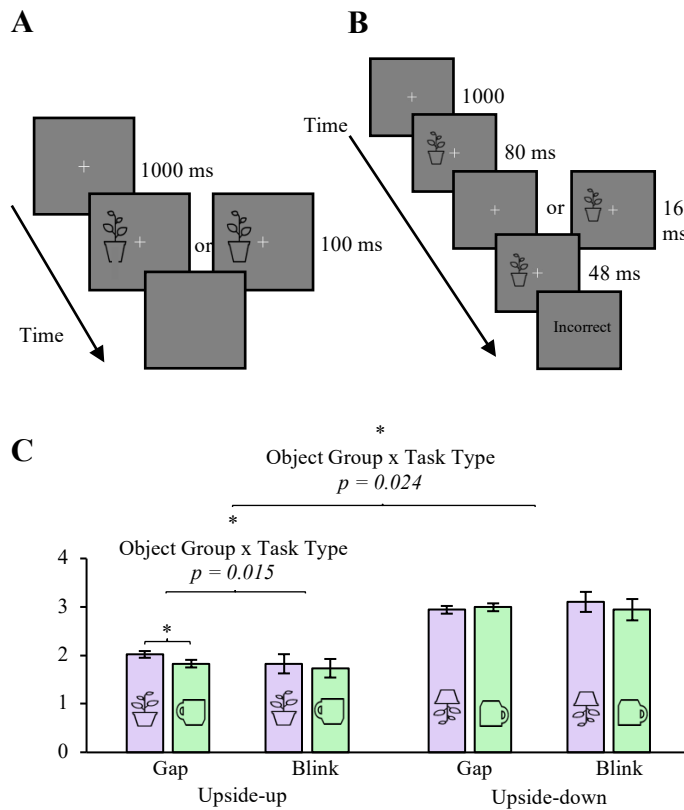 A
1000 ms
or
100 ms
Time
B
1000
Time
80 ms
or
16
ms
48 ms
Incorrect
C
*
Object Group x Task Type
p = 0.024
*
Object Group x Task Type
p = 0.015
*
4
3
2
1
0
Gap
Blink
Gap
Blink
Upside-up
Upside-down